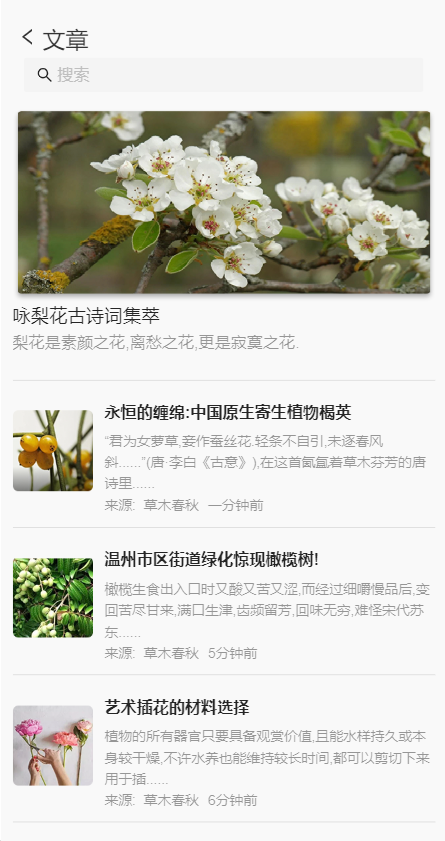 文章
搜索
咏梨花古诗词集萃
梨花是素颜之花,离愁之花,更是寂寞之花.
永恒的缠绵:中国原生寄生植物楬英
“君为女萝草,妾作蚕丝花.轻条不自引,未逐春风
斜......”(唐·李白《古意》),在这首氤氲着草木芬芳的唐
诗里......
来源: 草木春秋 一分钟前
温州市区街道绿化惊现橄榄树!
橄榄生食出入口时又酸又苦又涩,而经过细嚼慢品后,变
回苦尽甘来,满口生津,齿频留芳,回味无穷,难怪宋代苏
东......
来源: 草木春秋 5分钟前
艺术插花的材料选择
植物的所有器官只要具备观赏价值,且能水样持久或本
身较干燥,不许水养也能维持较长时间,都可以剪切下来
用于插......
来源: 草木春秋 6分钟前